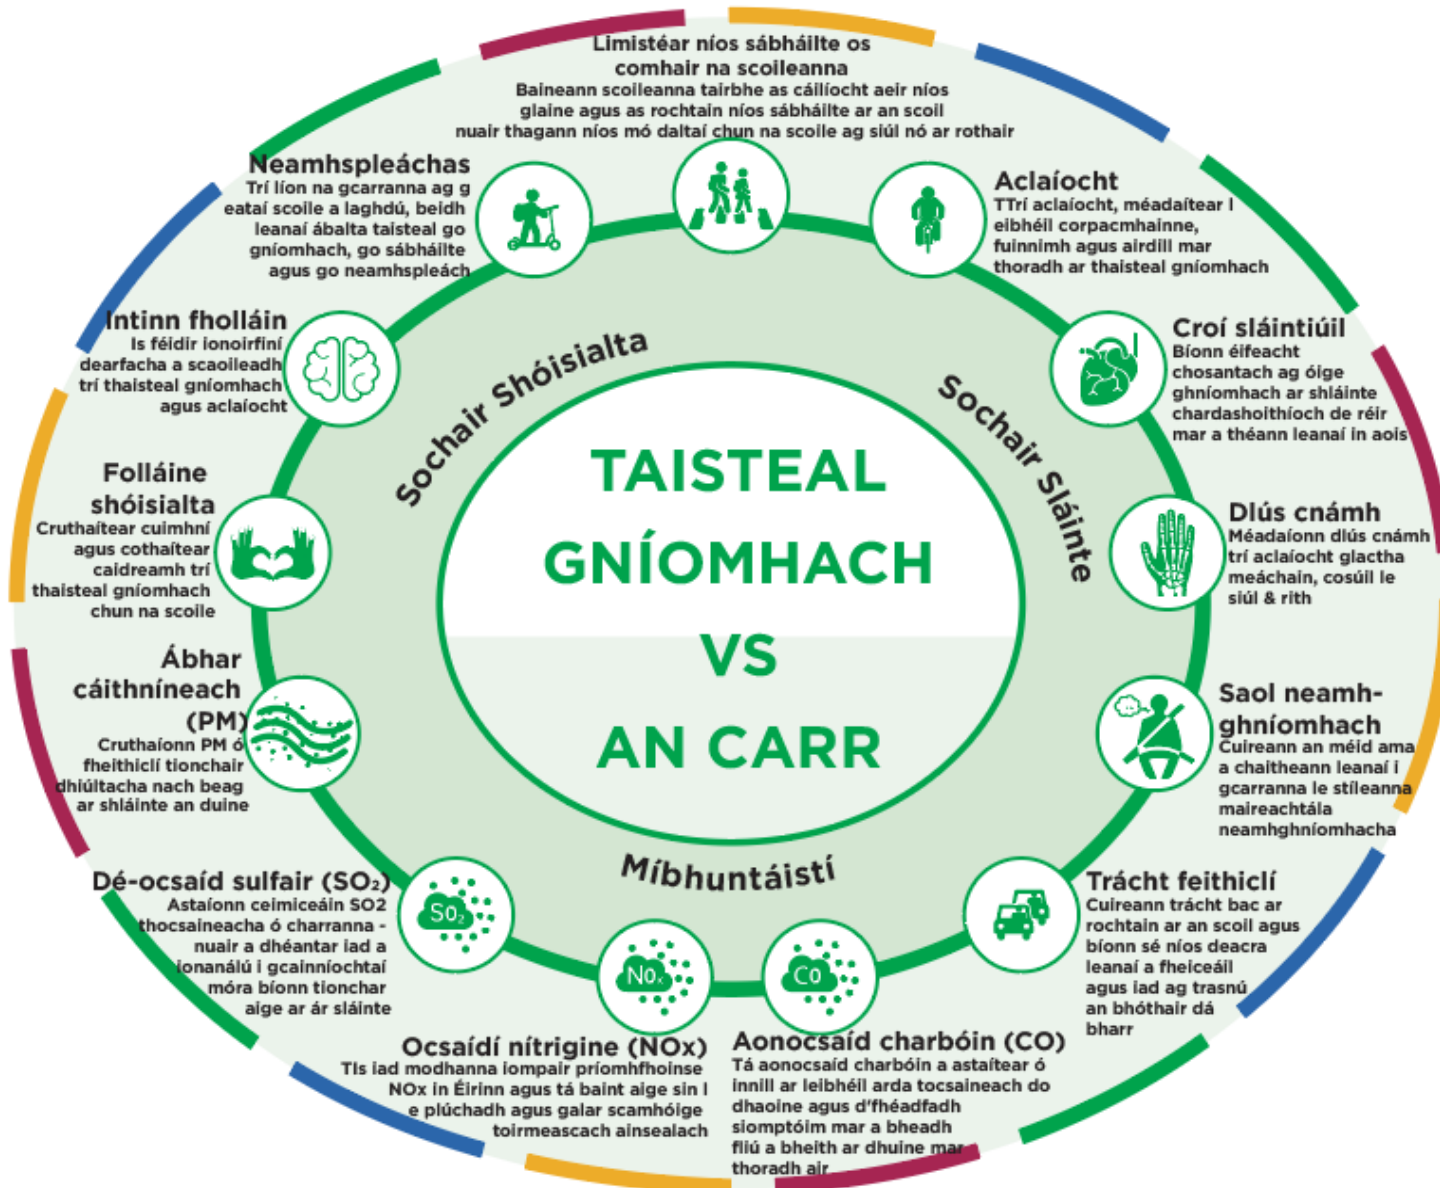 Limistéar níos sábháilte os
comhair na scoileanna
Baineann scoileanna tairbhe as cáilíocht aeir níos
glaine agus as rochtain níos sábháilte ar an scoil
nuair thagann níos mó daltaí chun na scoile ag siúl nó ar rothair
Neamhspleáchas
Trí líon na gcarranna ag g
eataí scoile a laghdú, beidh
leanaí ábalta taisteal go
gníomhach, go sábháilte
agus go neamhspleách
Aclaíocht
TTrí aclaíocht, méadaítear l
eibhéil corpacmhainne,
fuinnimh agus airdill mar
thoradh ar thaisteal gníomhach
Intinn fholláin
Is féidir ionoirfiní
dearfacha a scaoileadh
trí thaisteal gníomhach
agus aclaíocht
Croí sláintiúil
Bíonn éifeacht
chosantach ag óige
ghníomhach ar shláinte
chardashoithíoch de réir
mar a théann leanaí in aois
Sochair Shóisialta
Sochair Sláinte
TAISTEAL
GNÍOMHACH
VS
AN CARR
Folláine
shóisialta
Cruthaítear cuimhní
agus cothaítear
caidreamh trí
thaisteal gníomhach
chun na scoile
Dlús cnámh
Méadaíonn dlús cnámh
trí aclaíocht glactha
meáchain, cosúil le
siúl & rith
Ábhar
cáithníneach
(PM)
Cruthaíonn PM ó
fheithiclí tionchair
dhiúltacha nach beag
ar shláinte an duine
Saol neamh-
ghníomhach
Cuireann an méid ama
a chaitheann leanaí i
gcarranna le stíleanna
maireachtála
neamhghníomhacha
Míbhuntáistí
Dé-ocsaíd sulfair (SO₂)
Astaíonn ceimiceáin SO2
thocsaineacha ó charranna -
nuair a dhéantar iad a
ionanálú i gcainníochtaí
móra bíonn tionchar
aige ar ár sláinte
SO₂
NOₓ
CO
Trácht feithiclí
Cuireann trácht bac ar
rochtain ar an scoil agus
bíonn sé níos deacra
leanaí a fheiceáil
agus iad ag trasnú
an bhóthair dá
bharr
Ocsaídí nítrigine (NOx)
TIs iad modhanna iompair príomhfhoinse
NOx in Éirinn agus tá baint aige sin l
e plúchadh agus galar scamhóige
toirmeascach ainsealach
Aonocsaíd charbóin (CO)
Tá aonocsaíd charbóin a astaítear ó
innill ar leibhéil arda tocsaineach do
dhaoine agus d'fhéadfadh
siomptóim mar a bheadh
fliú a bheith ar dhuine mar
thoradh air